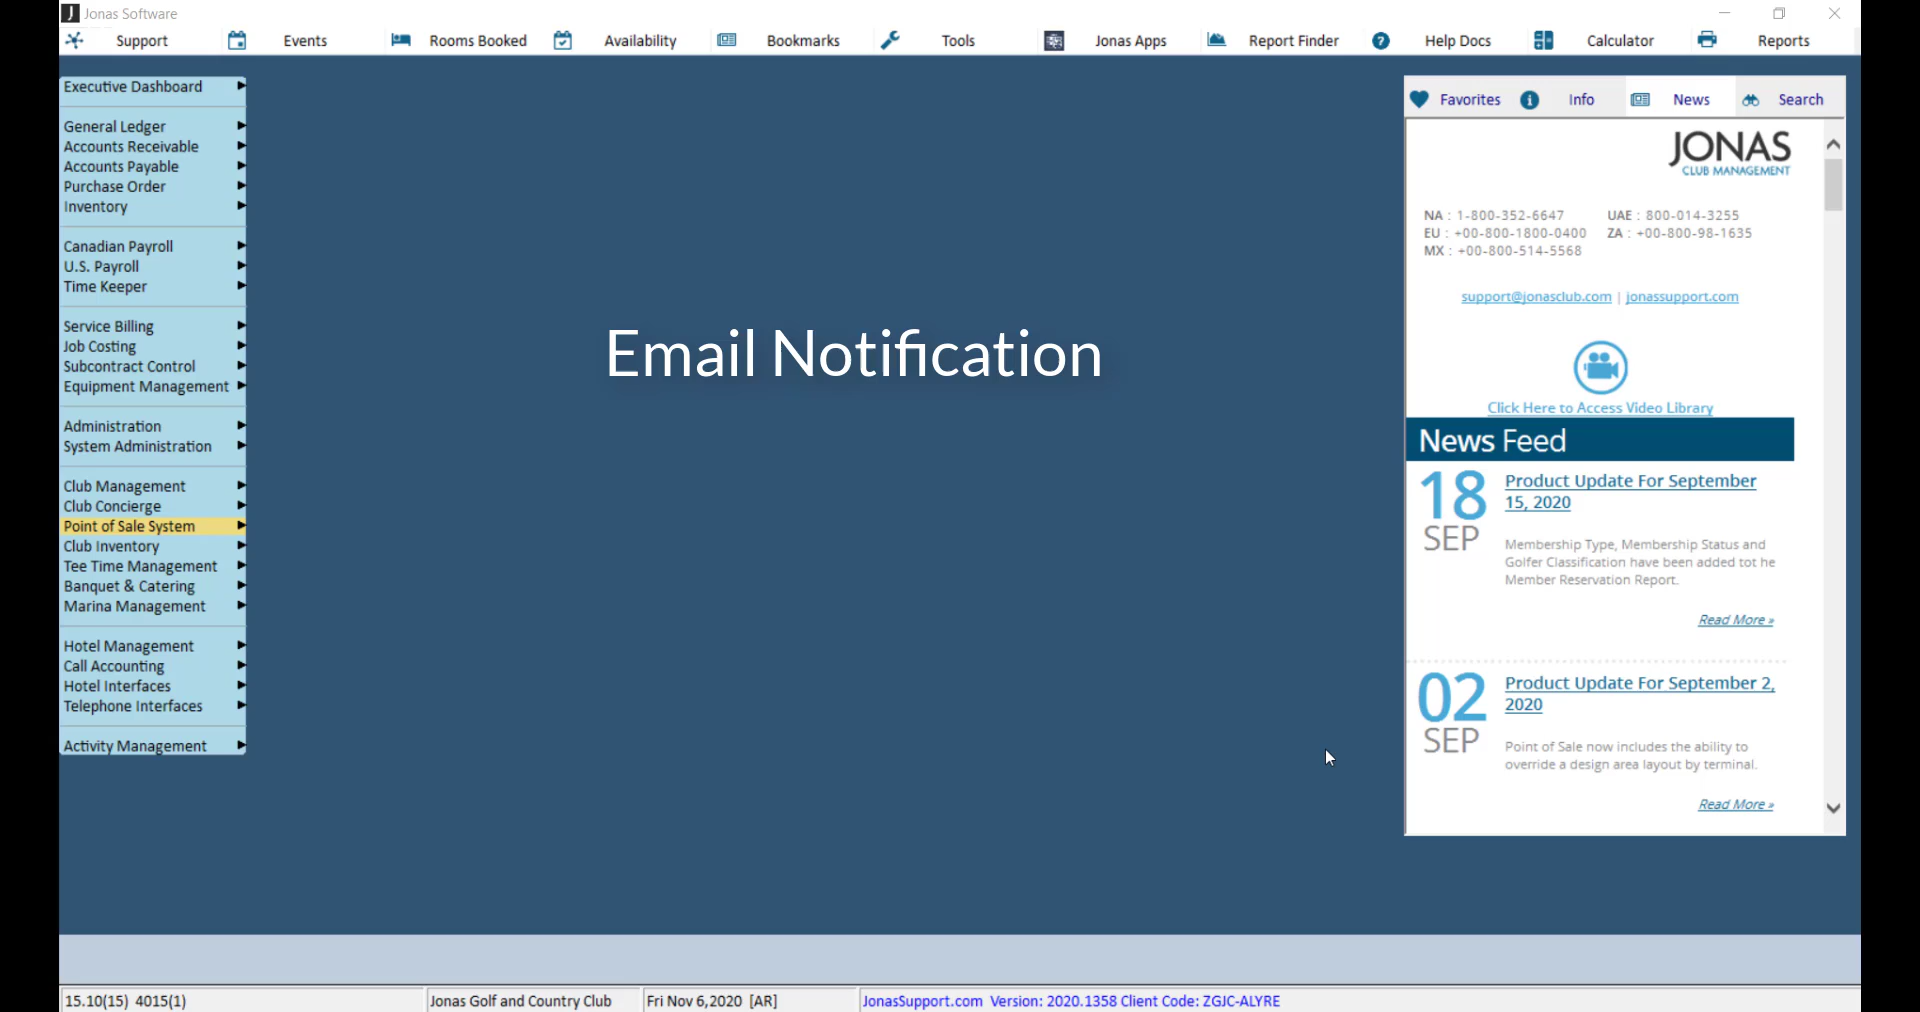 Jonas Software
Support Events Rooms Booked Availability Bookmarks Tools Jonas Apps Report Finder Help Docs Calculator Reports
Executive Dashboard
General Ledger
Accounts Receivable
Accounts Payable
Purchase Order
Inventory
Canadian Payroll
U.S. Payroll
Time Keeper
Service Billing
Job Costing
Subcontract Control
Equipment Management
Administration
System Administration
Club Management
Club Concierge
Point of Sale System
Club Inventory
Tee Time Management
Banquet & Catering
Marina Management
Hotel Management
Call Accounting
Hotel Interfaces
Telephone Interfaces
Activity Management
Email Notification
Favorites Info News Search
JONAS
CLUB MANAGEMENT
NA : 1-800-352-6647 UAE : 800-014-3255
EU : +00-800-1800-0400 ZA : +00-800-98-1635
MX : +00-800-514-5568
support@jonasclub.com | jonassupport.com
Click Here to Access Video Library
News Feed
18
SEP
Product Update For September
15, 2020
Membership Type, Membership Status and
Golfer Classification have been added tot he
Member Reservation Report.
Read More »
02
SEP
Product Update For September 2,
2020
Point of Sale now includes the ability to
override a design area layout by terminal.
Read More »
15.10(15) 4015(1) Jonas Golf and Country Club Fri Nov 6,2020 [AR] JonasSupport.com Version: 2020.1358 Client Code: ZGJC-ALYRE